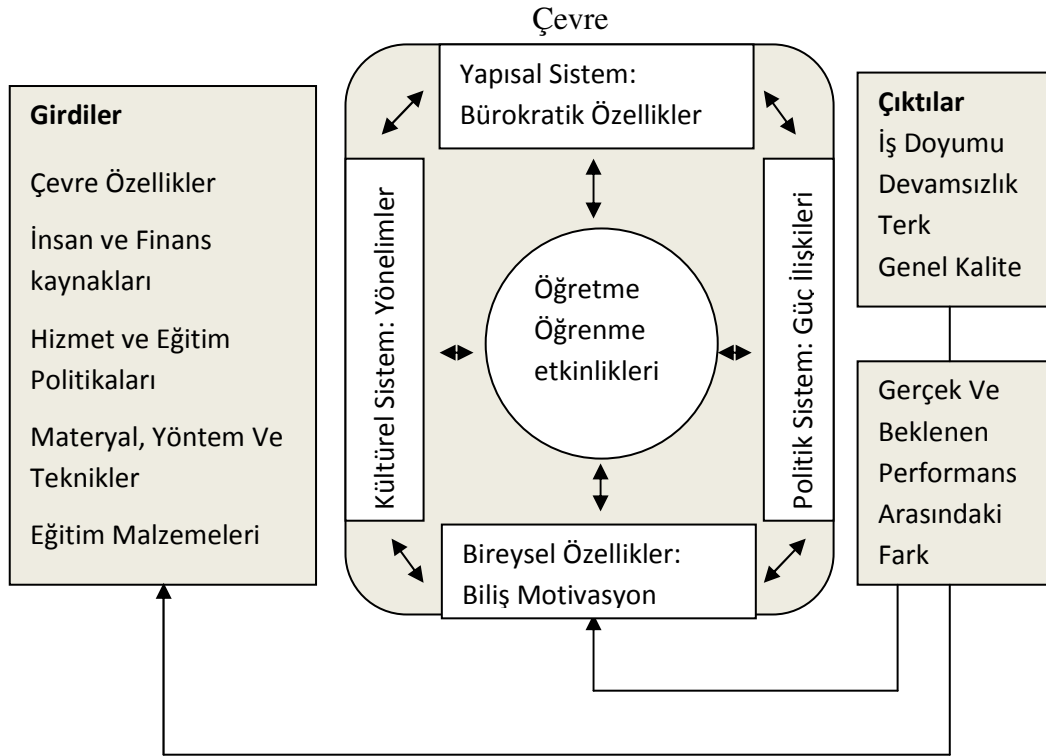 Çevre
Girdiler
Çevre Özellikler
İnsan ve Finans
kaynakları
Hizmet ve Eğitim
Politikaları
Materyal, Yöntem Ve
Teknikler
Eğitim Malzemeleri
Yapısal Sistem:
Bürokratik Özellikler
Kültürel Sistem: Yönelimler
Öğretme
Öğrenme
etkinlikleri
Politik Sistem: Güç İlişkileri
Bireysel Özellikler:
Biliş Motivasyon
Çıktılar
İş Doyumu
Devamsızlık
Terk
Genel Kalite
Gerçek Ve
Beklenen
Performans
Arasındaki
Fark